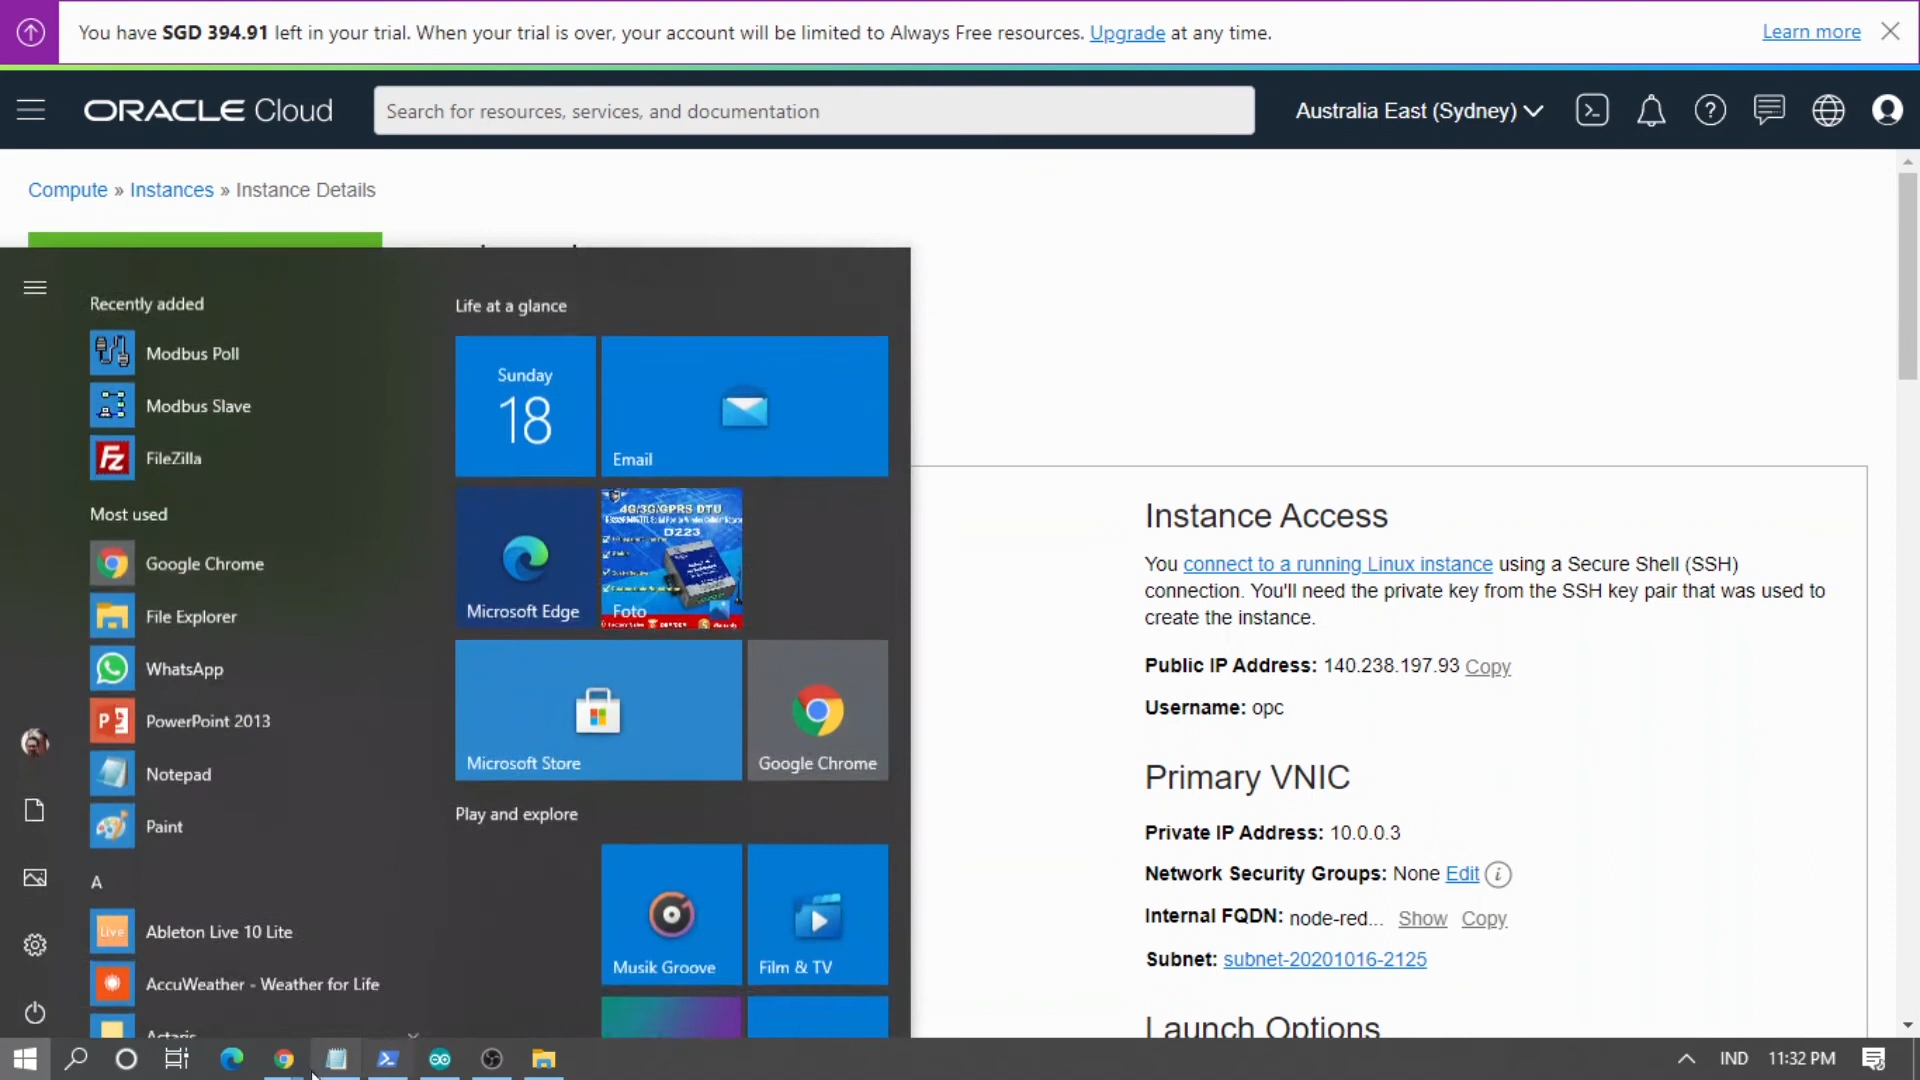 You have SGD 394.91 left in your trial. When your trial is over, your account will be limited to Always Free resources. Upgrade at any time.
Learn more
ORACLE Cloud
Search for resources, services, and documentation
Australia East (Sydney)
Compute » Instances » Instance Details
Recently added
Modbus Poll
Modbus Slave
FileZilla
Most used
Google Chrome
File Explorer
WhatsApp
PowerPoint 2013
Notepad
Paint
A
Ableton Live 10 Lite
AccuWeather - Weather for Life
Life at a glance
Sunday
18
Email
Microsoft Edge
4G/3G/GPRS DTU
D223
Foto
Microsoft Store
Google Chrome
Play and explore
Musik Groove
Film & TV
Instance Access
You connect to a running Linux instance using a Secure Shell (SSH)
connection. You'll need the private key from the SSH key pair that was used to
create the instance.
Public IP Address: 140.238.197.93 Copy
Username: opc
Primary VNIC
Private IP Address: 10.0.0.3
Network Security Groups: None Edit
Internal FQDN: node-red... Show Copy
Subnet: subnet-20201016-2125
Launch Options
IND
11:32 PM